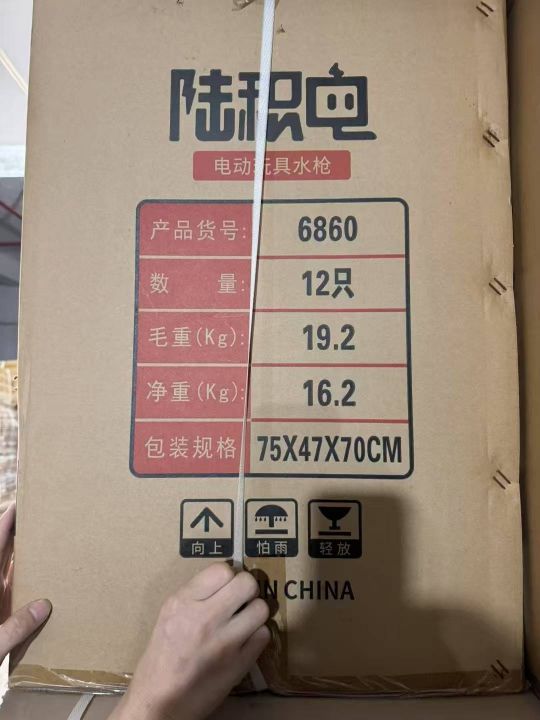 陆积电
电动玩具水枪
产品货号: 6860
数 量: 12只
毛重(Kg): 19.2
净重(Kg): 16.2
包装规格 75X47X70CM
向上 怕雨 轻放
IN CHINA